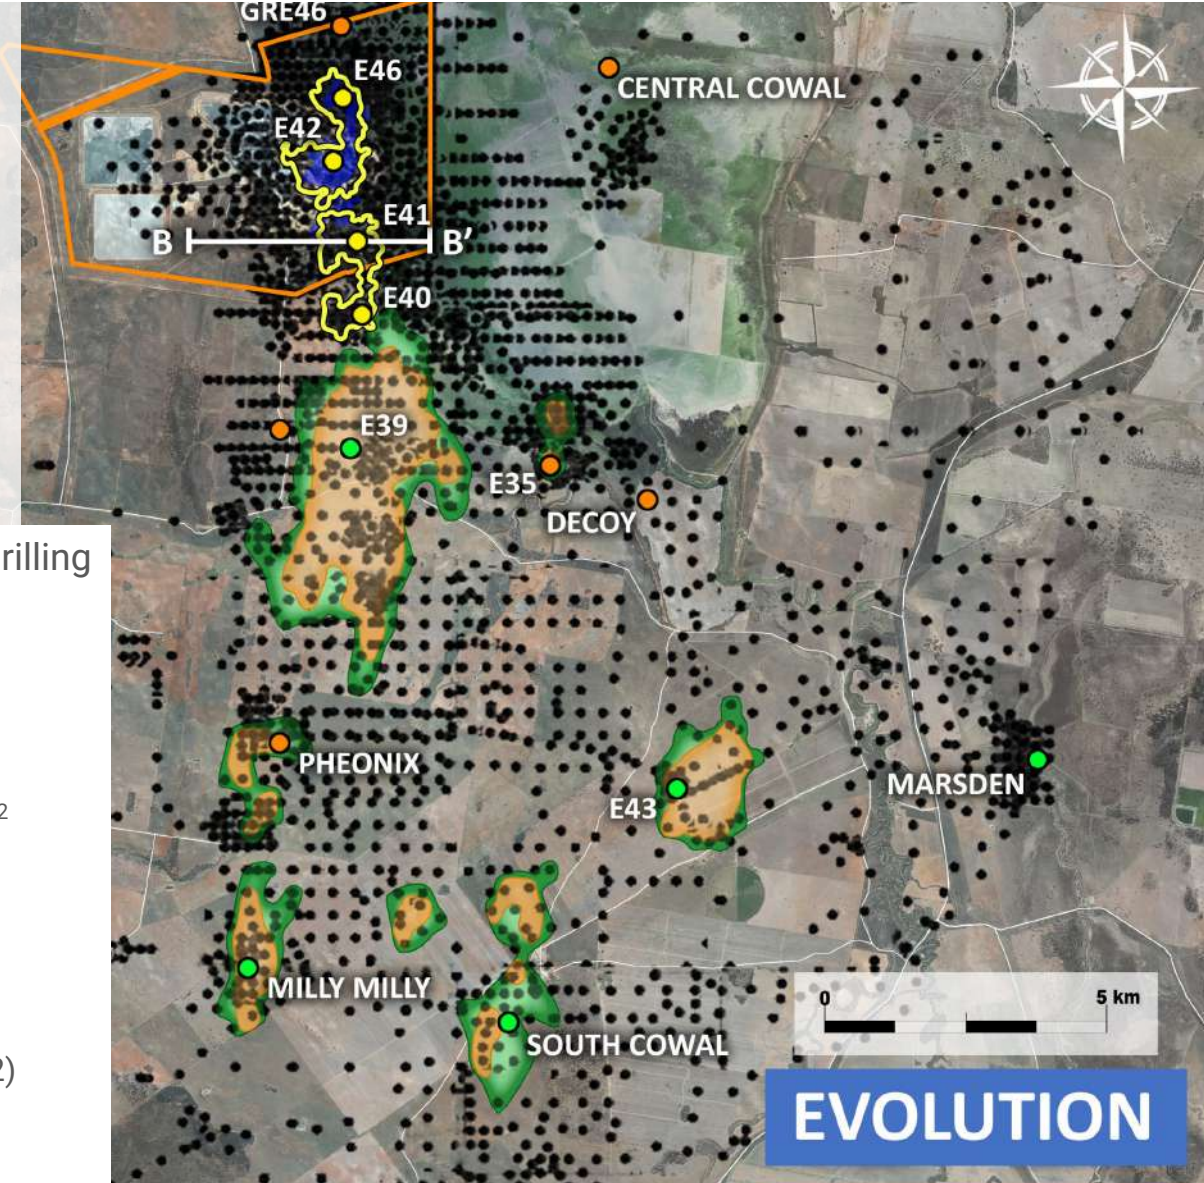 GRE46
E46
CENTRAL COWAL
E42
E41
B
B’
E40
E39
E35
DECOY
rilling
PHEONIX
MARSDEN
E43
2
MILLY MILLY
0
5 km
SOUTH COWAL
2)
EVOLUTION